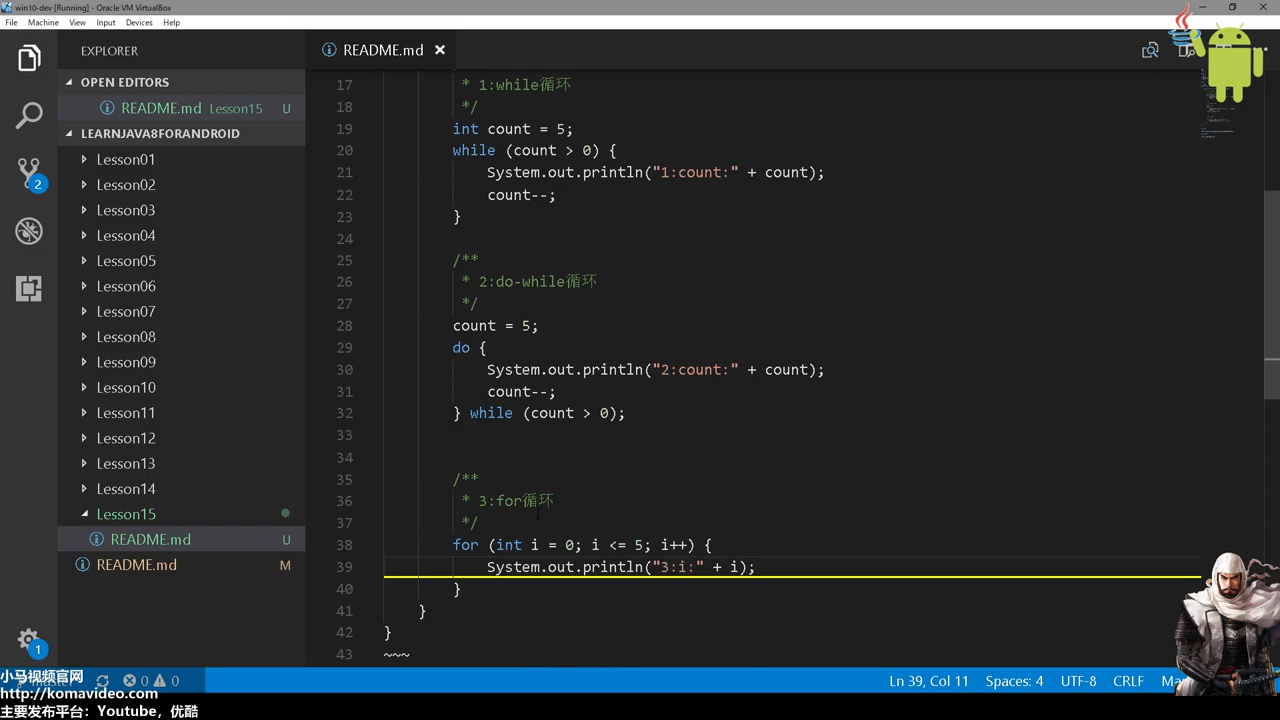 win10-dev [Running] - Oracle VM VirtualBox
File Machine View Input Devices Help
EXPLORER
README.md
OPEN EDITORS
README.md Lesson15 U
LEARNJAVA8FORANDROID
Lesson01
Lesson02
Lesson03
Lesson04
Lesson05
Lesson06
Lesson07
Lesson08
Lesson09
Lesson10
Lesson11
Lesson12
Lesson13
Lesson14
Lesson15
README.md U
README.md M
2
1
17 * 1:while循环
18 */
19 int count = 5;
20 while (count > 0) {
21 System.out.println("1:count:" + count);
22 count--;
23 }
24
25 /**
26 * 2:do-while循环
27 */
28 count = 5;
29 do {
30 System.out.println("2:count:" + count);
31 count--;
32 } while (count > 0);
33
34
35 /**
36 * 3:for循环
37 */
38 for (int i = 0; i <= 5; i++) {
39 System.out.println("3:i:" + i);
40 }
41 }
42 }
43 ~~~
0 0
Ln 39, Col 11 Spaces: 4 UTF-8 CRLF
小马视频官网
http://komavideo.com
主要发布平台：Youtube，优酷